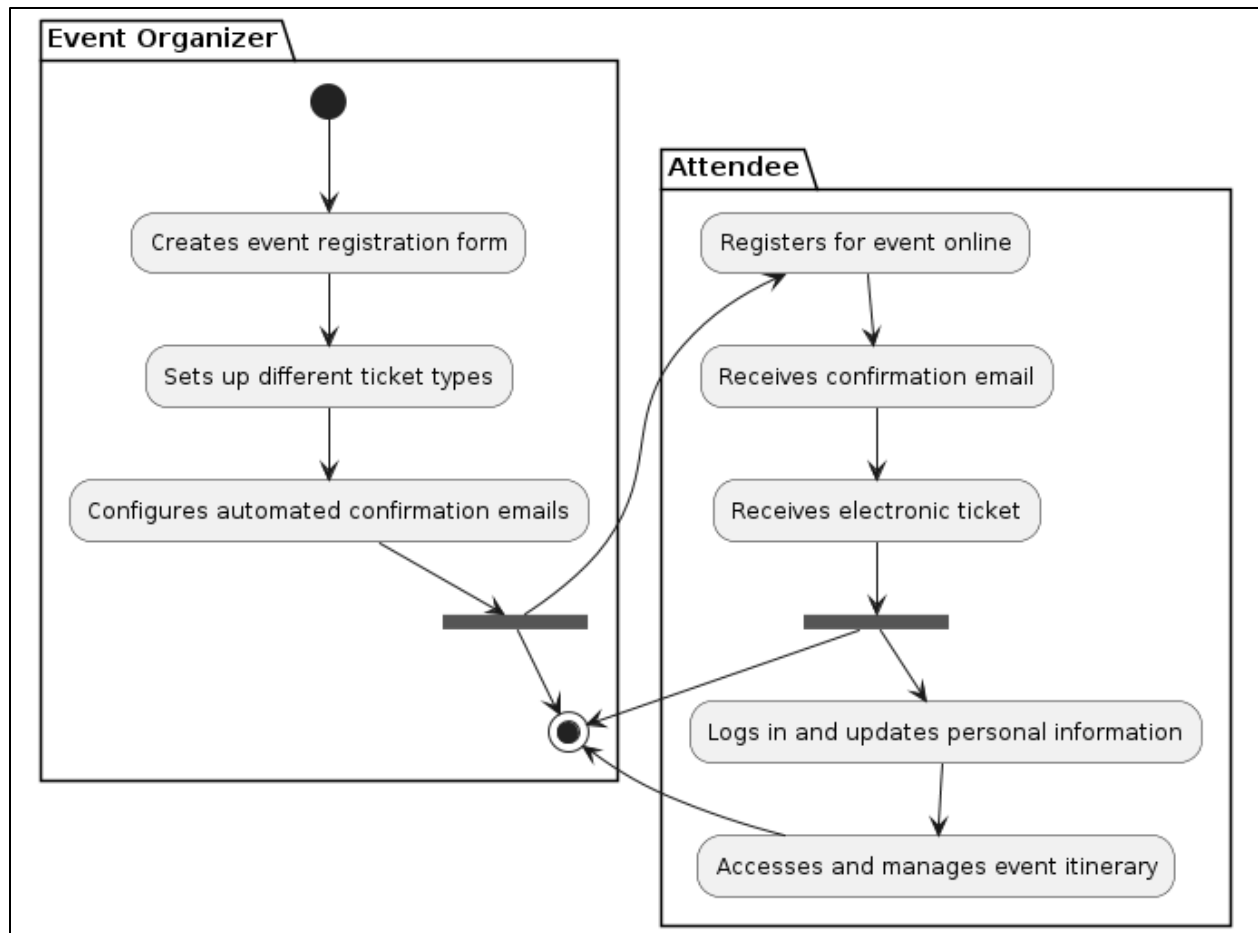 Event Organizer
Creates event registration form
Sets up different ticket types
Configures automated confirmation emails
Attendee
Registers for event online
Receives confirmation email
Receives electronic ticket
Logs in and updates personal information
Accesses and manages event itinerary